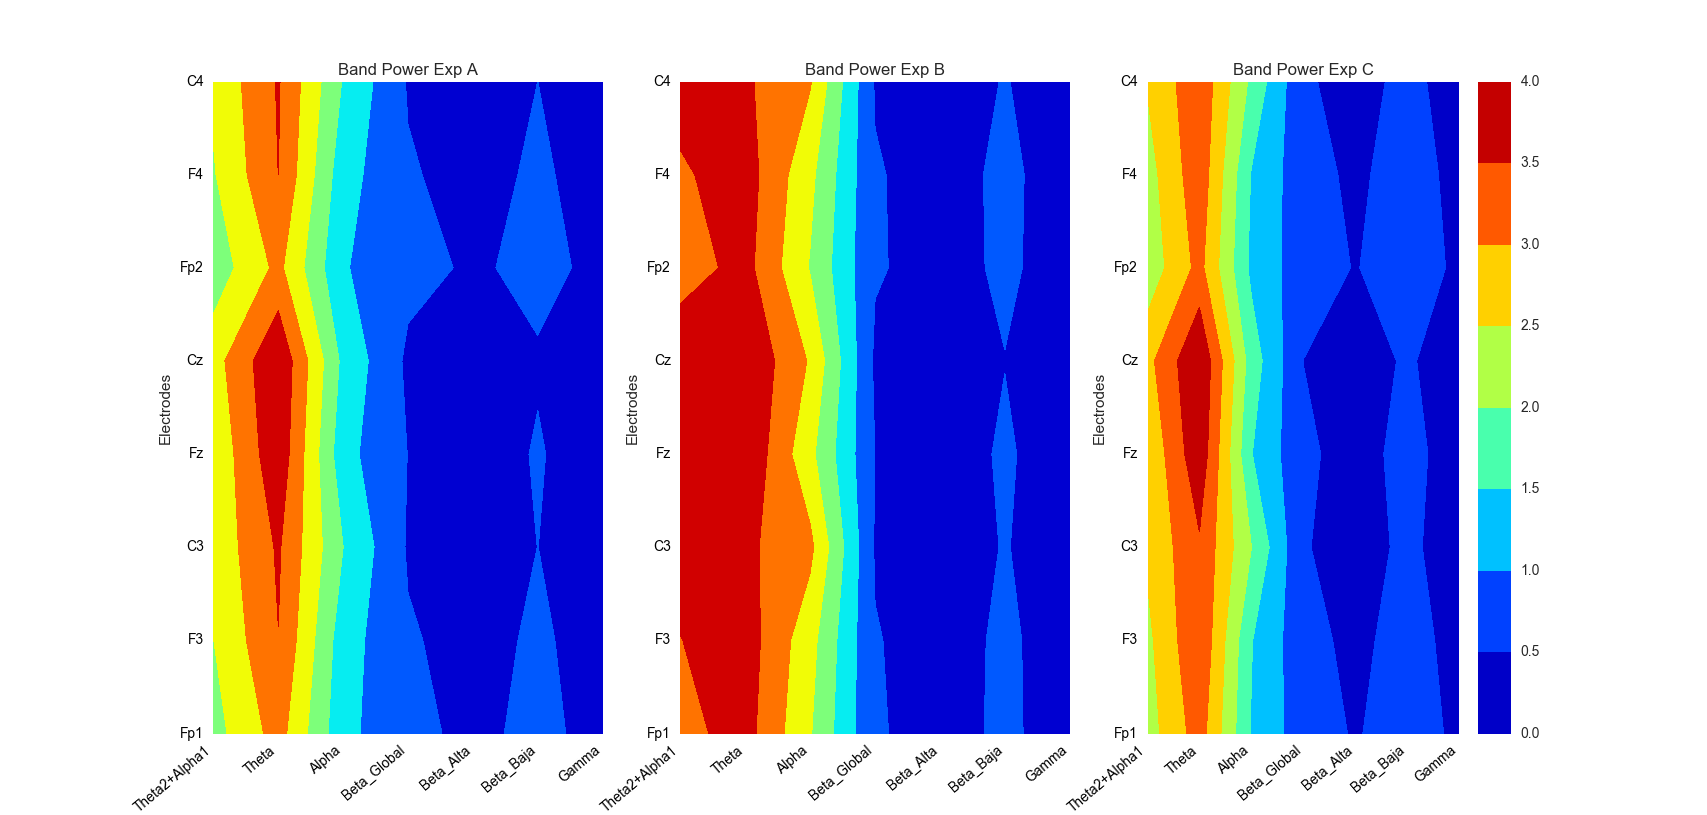 Band Power Exp A
Band Power Exp B
Band Power Exp C
C4
F4
Fp2
Cz
Fz
C3
F3
Fp1
Electrodes
Theta2+Alpha1
Theta
Alpha
Beta_Global
Beta_Alta
Beta_Baja
Gamma
C4
F4
Fp2
Cz
Fz
C3
F3
Fp1
Electrodes
Theta2+Alpha1
Theta
Alpha
Beta_Global
Beta_Alta
Beta_Baja
Gamma
C4
F4
Fp2
Cz
Fz
C3
F3
Fp1
Electrodes
Theta2+Alpha1
Theta
Alpha
Beta_Global
Beta_Alta
Beta_Baja
Gamma
4.0
3.5
3.0
2.5
2.0
1.5
1.0
0.5
0.0